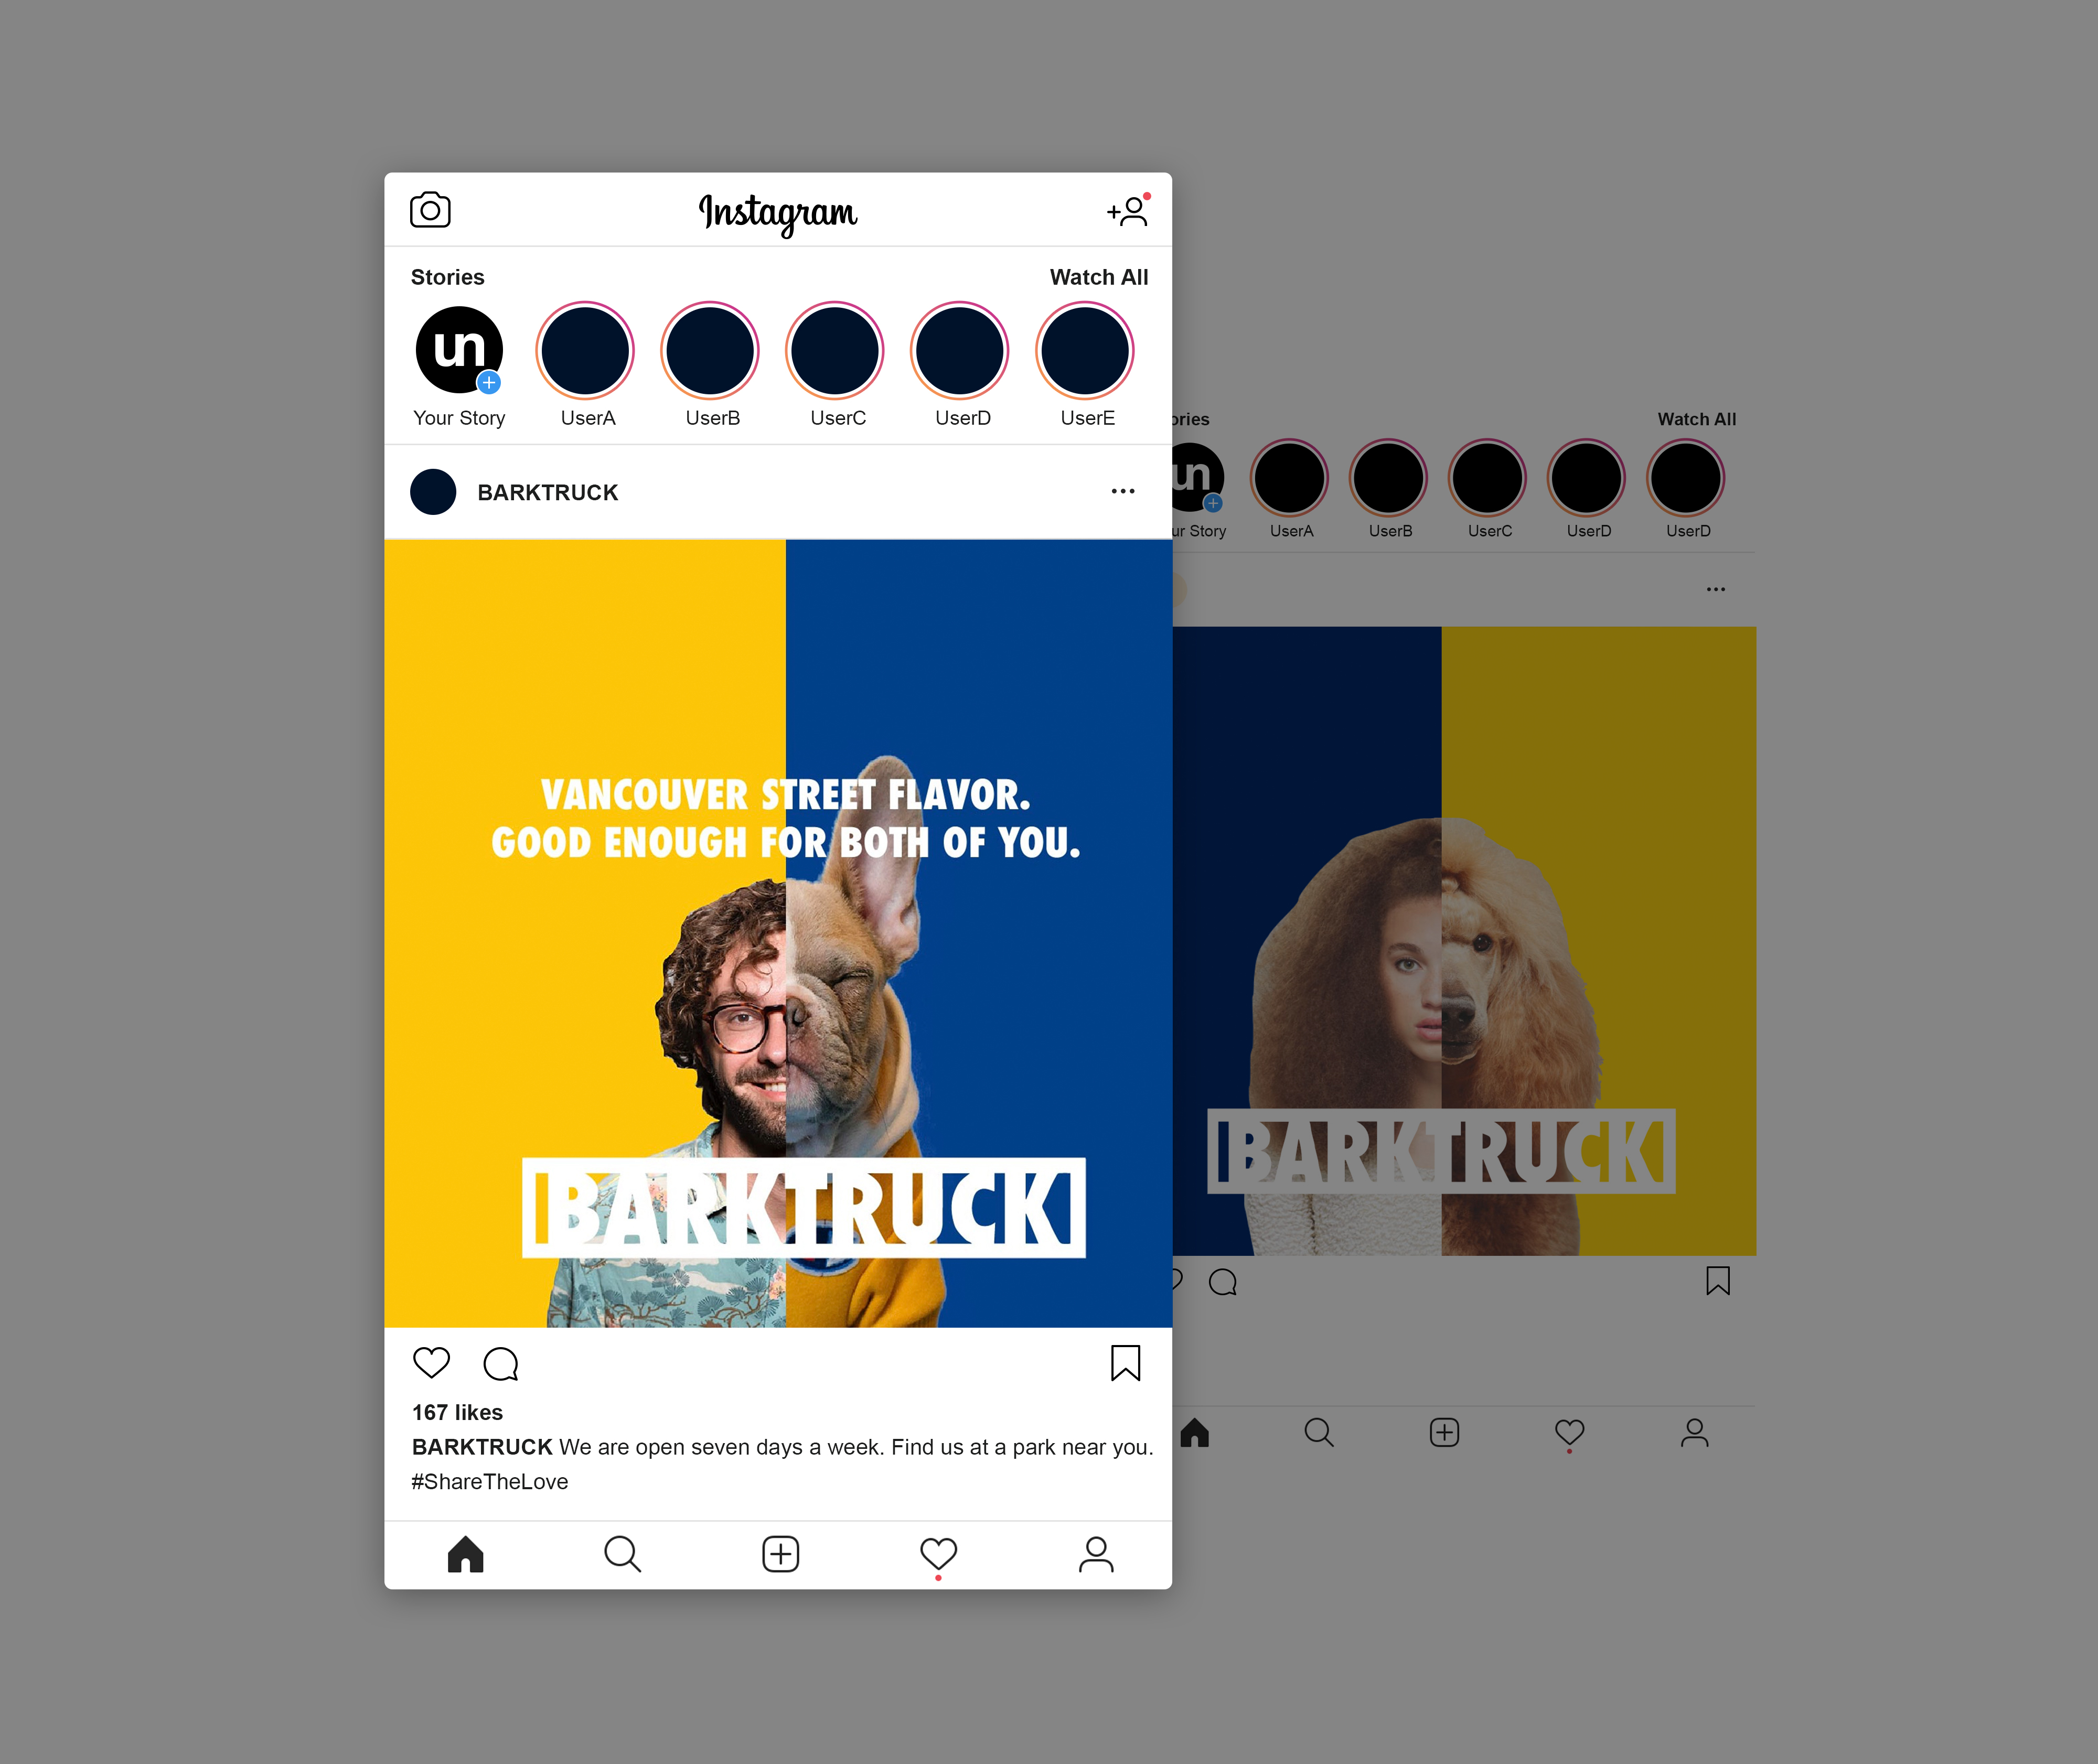 Instagram
Stories
Watch All
un
Your Story
UserA
UserB
UserC
UserD
UserE
BARKTRUCK
VANCOUVER STREET FLAVOR.
GOOD ENOUGH FOR BOTH OF YOU.
BARKTRUCK
167 likes
BARKTRUCK We are open seven days a week. Find us at a park near you.
#ShareTheLove
ories
Watch All
un
ur Story
UserA
UserB
UserC
UserD
UserD
BARKTRUCK